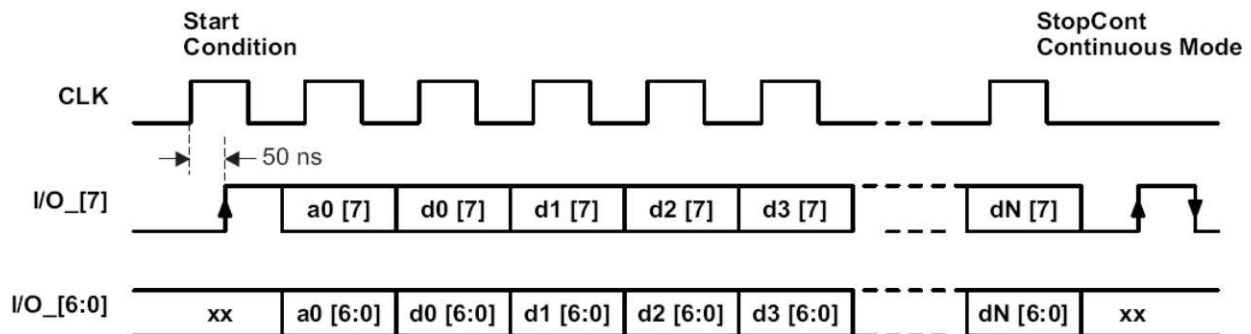 Start
Condition
StopCont
Continuous Mode
CLK
50 ns
I/O_[7]
a0 [7] d0 [7] d1 [7] d2 [7] d3 [7] dN [7]
I/O_[6:0]
xx a0 [6:0] d0 [6:0] d1 [6:0] d2 [6:0] d3 [6:0] dN [6:0] xx